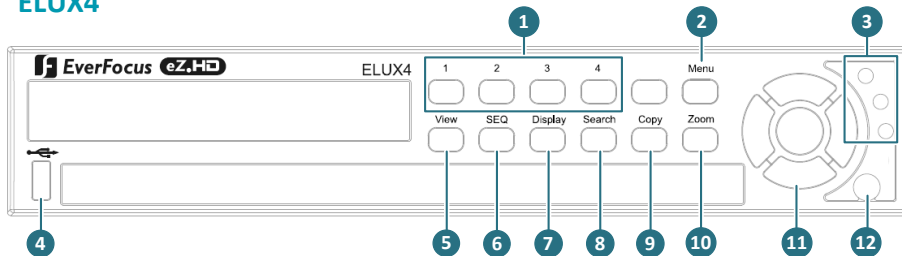 ELUX4
1 2 3
EverFocus eZ.HD ELUX4 1 2 3 4 Menu
View SEQ Display Search Copy Zoom
4 5 6 7 8 9 10 11 12